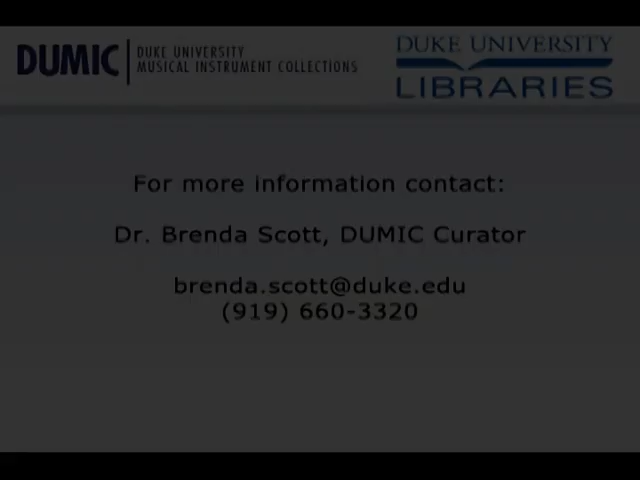 DUMIC
DUKE UNIVERSITY
MUSICAL INSTRUMENT COLLECTIONS
DUKE UNIVERSITY
LIBRARIES
For more information contact:
Dr. Brenda Scott, DUMIC Curator
brenda.scott@duke.edu
(919) 660-3320